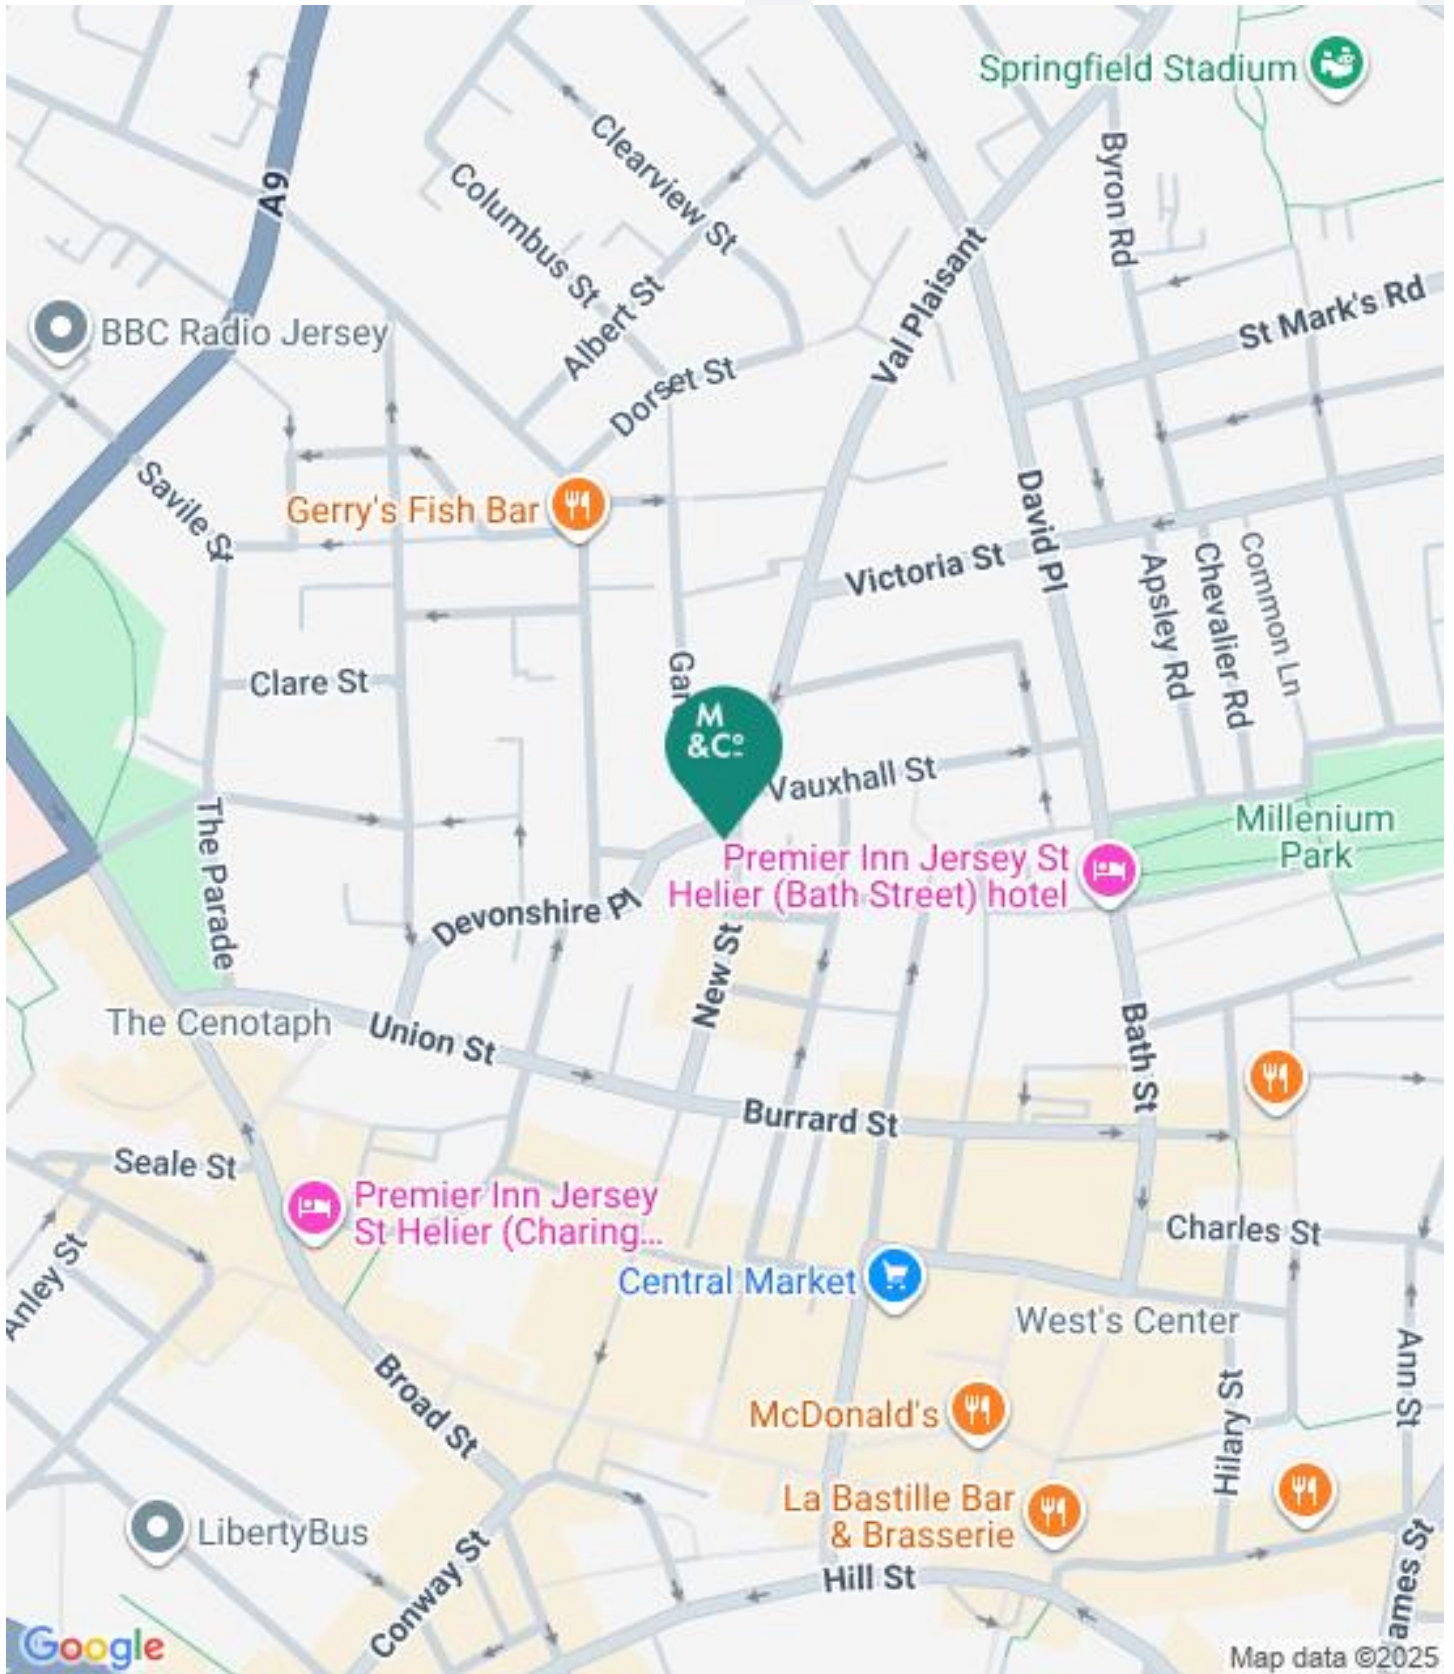 Springfield Stadium
Clearview St
Byron Rd
A9
Columbus St
Val Plaisant
Albert St
St Mark's Rd
BBC Radio Jersey
Dorset St
Savile St
Gerry's Fish Bar
David Pl
Victoria St
Apsley Rd
Chevalier Rd
Common Ln
Clare St
Gar
M
&Co
Vauxhall St
The Parade
Millenium
Park
Premier Inn Jersey St
Helier (Bath Street) hotel
Devonshire Pl
New St
The Cenotaph
Union St
Bath St
Burrard St
Seale St
Premier Inn Jersey
St Helier (Charing...
Charles St
Anley St
Central Market
West's Center
Broad St
Ann St
McDonald's
Hilary St
La Bastille Bar
& Brasserie
LibertyBus
Conway St
Hill St
ames St
Google
Map data ©2025